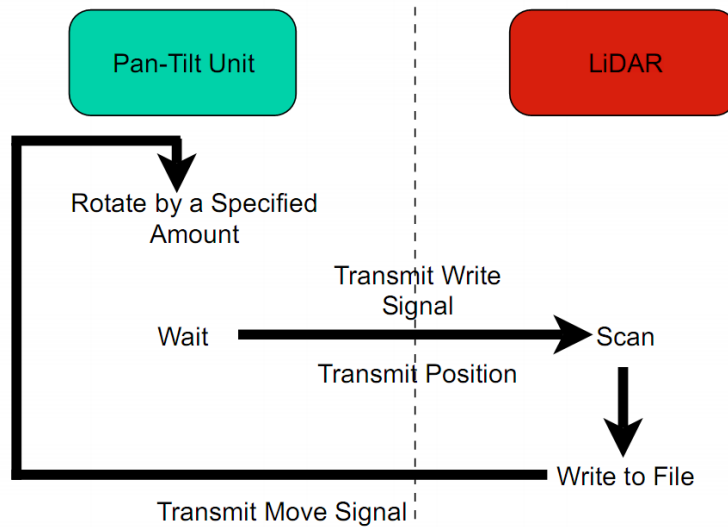 Pan-Tilt Unit
LiDAR
Rotate by a Specified
Amount
Transmit Write
Signal
Wait
Scan
Transmit Position
Write to File
Transmit Move Signal